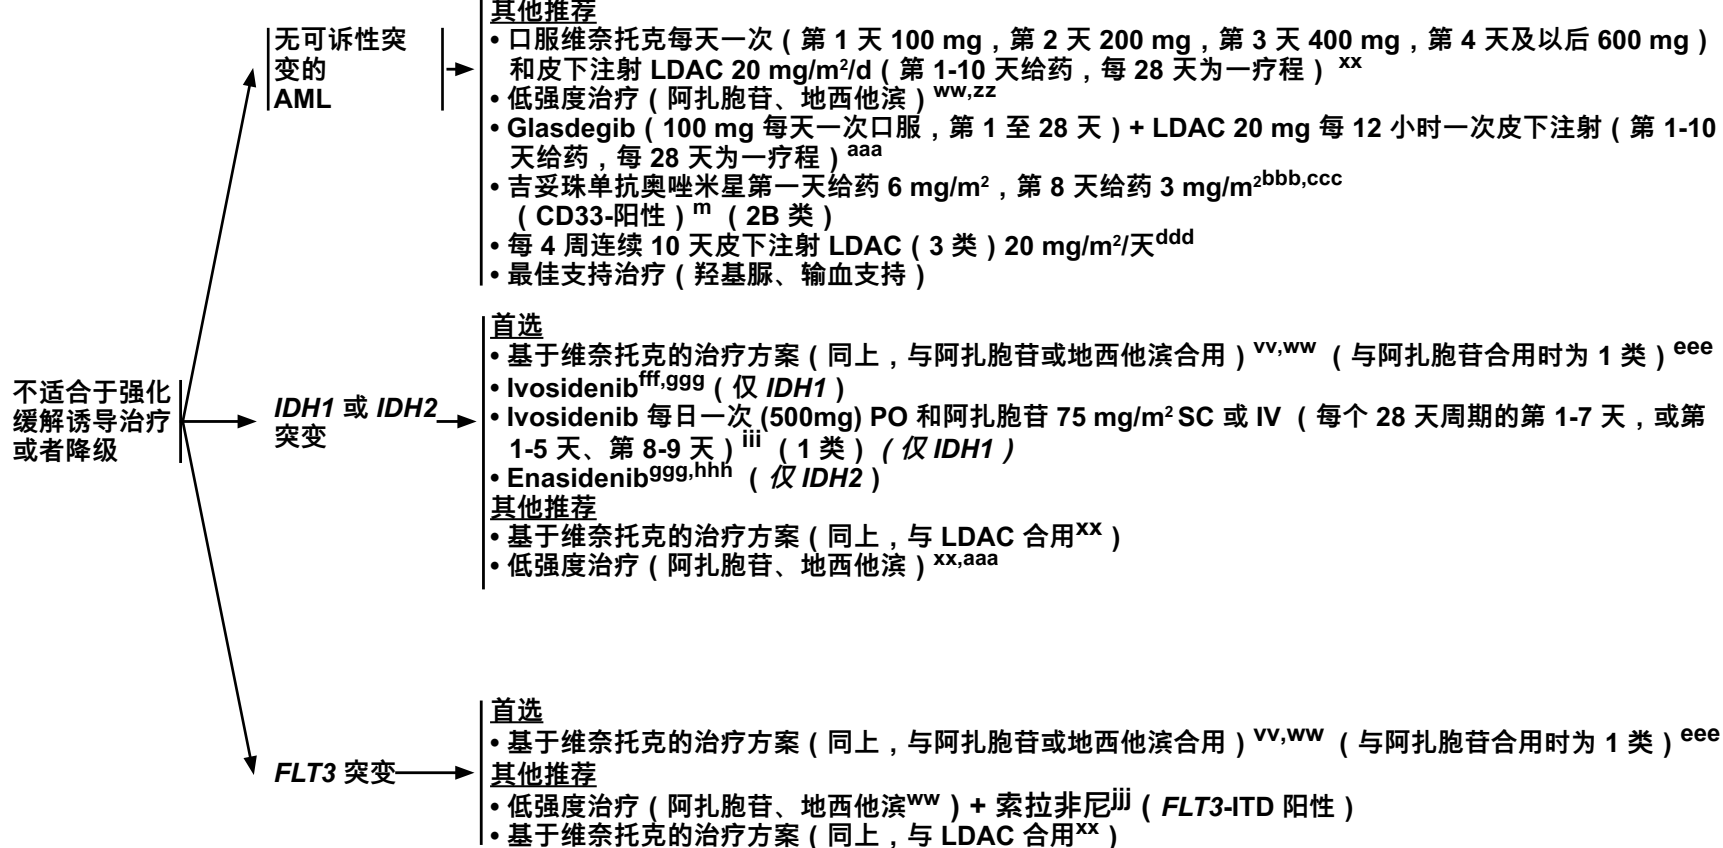 其他推荐
无可诉性突
变的
AML
• 口服维奈托克每天一次（第 1 天 100 mg，第 2 天 200 mg，第 3 天 400 mg，第 4 天及以后 600 mg）
和皮下注射 LDAC 20 mg/m²/d（第 1-10 天给药，每 28 天为一疗程） xx
• 低强度治疗（阿扎胞苷、地西他滨）ww,zz
• Glasdegib（100 mg 每天一次口服，第 1 至 28 天）+ LDAC 20 mg 每 12 小时一次皮下注射（第 1-10
天给药，每 28 天为一疗程）aaa
• 吉妥珠单抗奥唑米星第一天给药 6 mg/m²，第 8 天给药 3 mg/m²bbb,ccc
（CD33-阳性）m （2B 类）
• 每 4 周连续 10 天皮下注射 LDAC（3 类）20 mg/m²/天ddd
• 最佳支持治疗（羟基脲、输血支持）
不适合于强化
缓解诱导治疗
或者降级
IDH1 或 IDH2
突变
首选
• 基于维奈托克的治疗方案（同上，与阿扎胞苷或地西他滨合用）vv,ww （与阿扎胞苷合用时为 1 类）eee
• Ivosidenibfff,ggg（仅 IDH1）
• Ivosidenib 每日一次 (500mg) PO 和阿扎胞苷 75 mg/m² SC 或 IV （每个 28 天周期的第 1-7 天，或第
1-5 天、第 8-9 天）iii （1 类）（仅 IDH1）
• Enasidenibggg,hhh （仅 IDH2）
其他推荐
• 基于维奈托克的治疗方案（同上，与 LDAC 合用xx）
• 低强度治疗（阿扎胞苷、地西他滨）xx,aaa
FLT3 突变
首选
• 基于维奈托克的治疗方案（同上，与阿扎胞苷或地西他滨合用）vv,ww （与阿扎胞苷合用时为 1 类）eee
其他推荐
• 低强度治疗（阿扎胞苷、地西他滨ww）+ 索拉非尼jjj（FLT3-ITD 阳性）
• 基于维奈托克的治疗方案（同上，与 LDAC 合用xx）